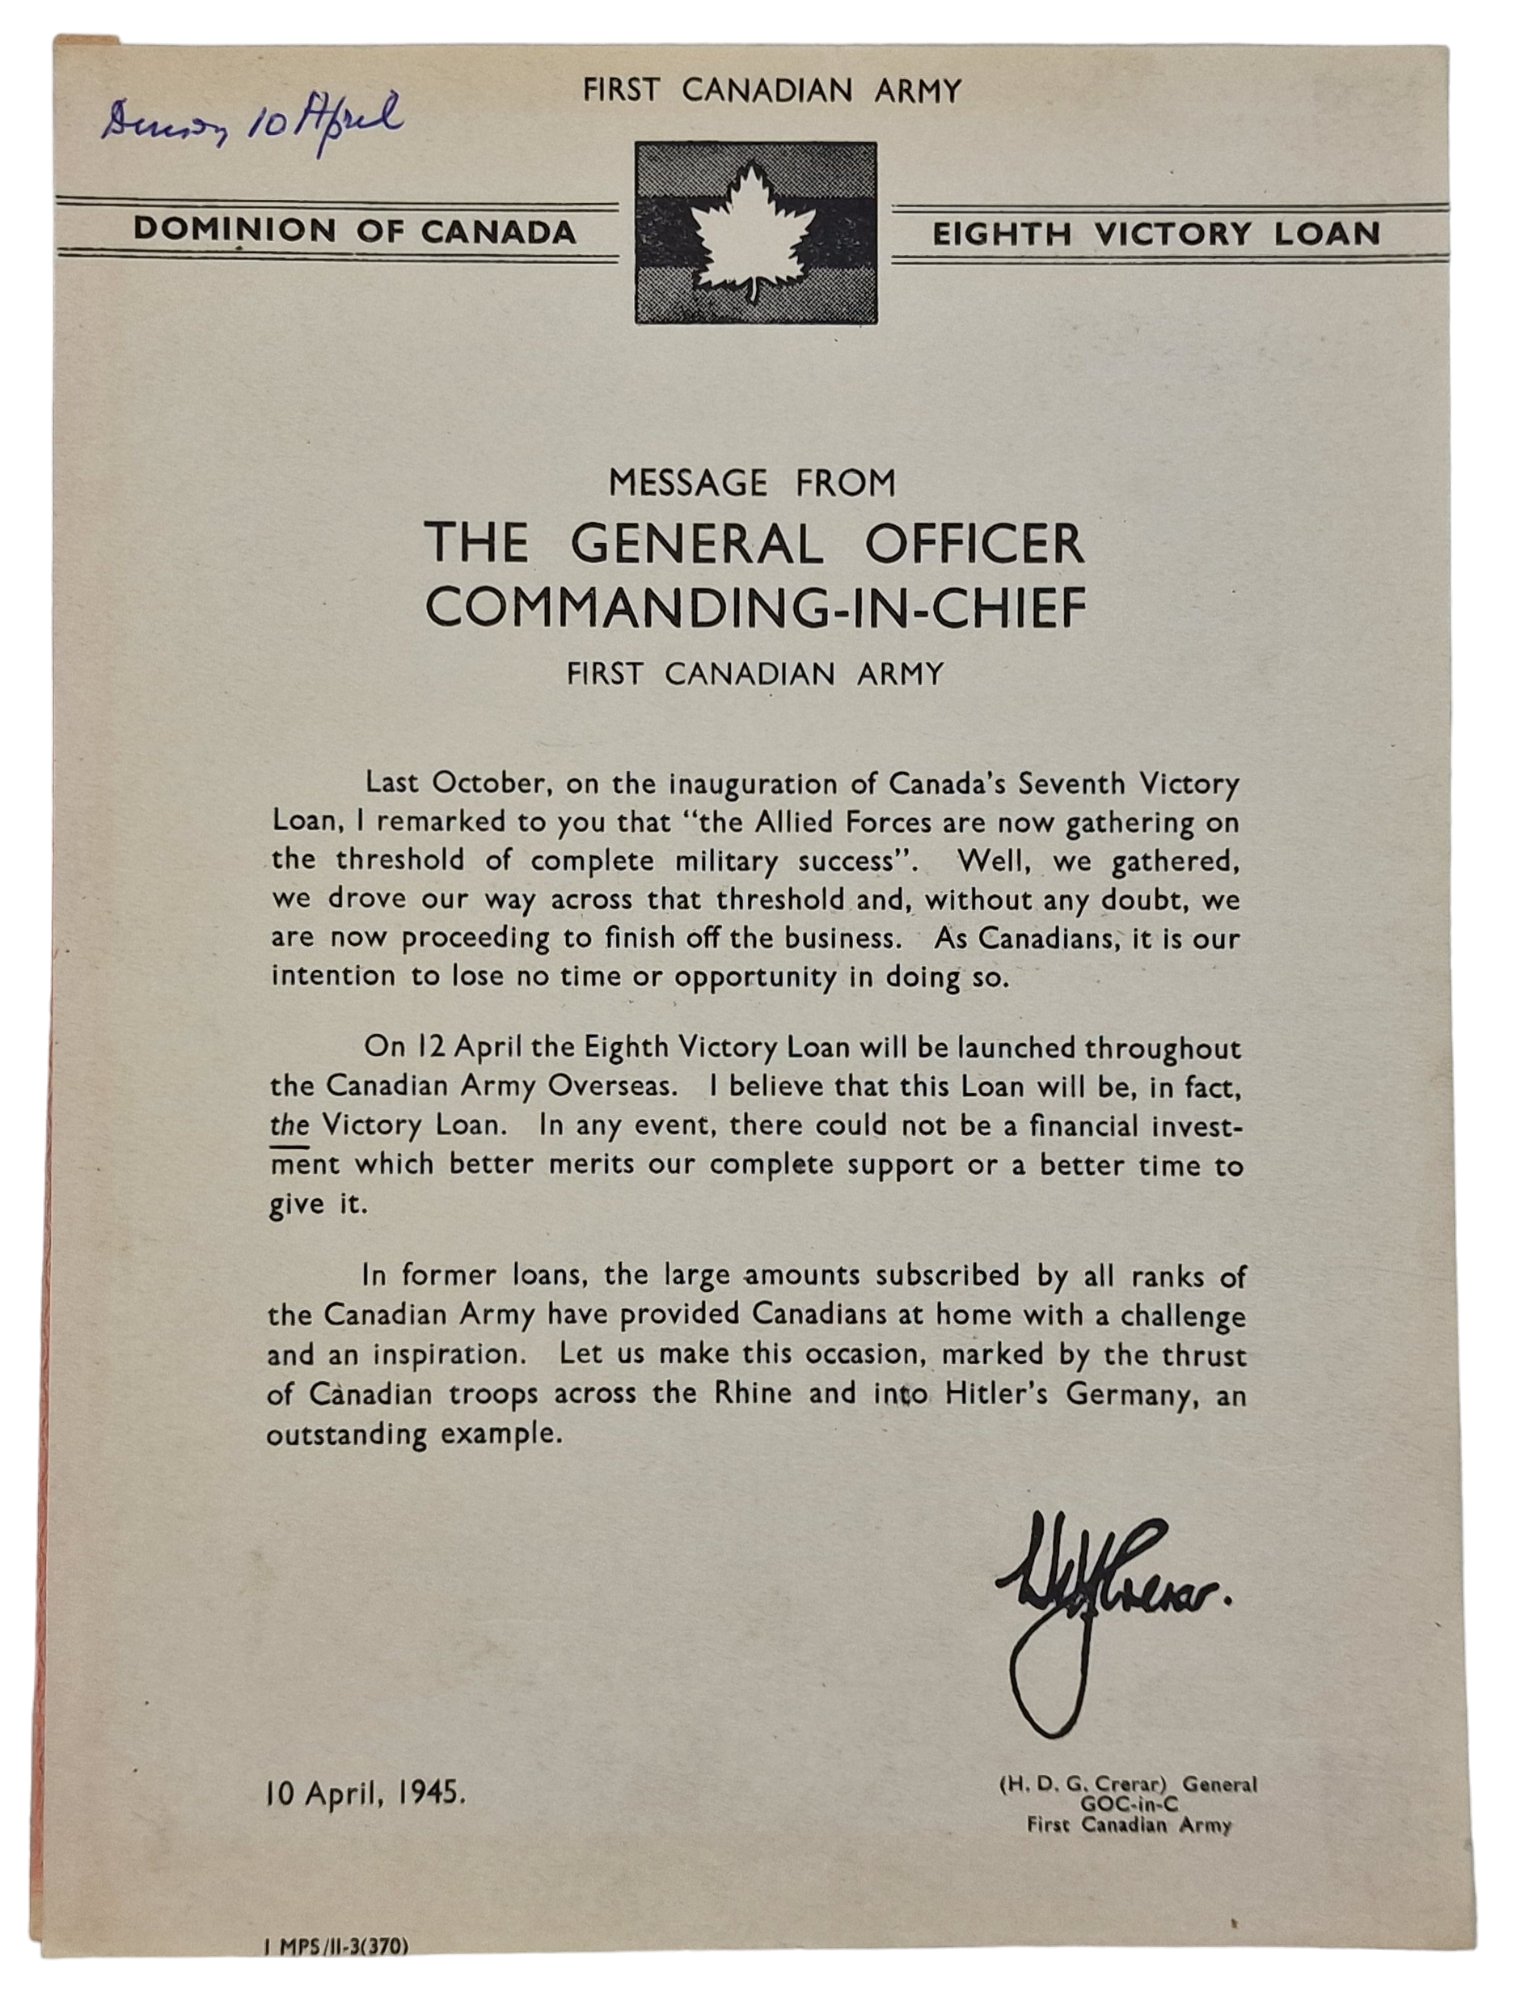 FIRST CANADIAN ARMY
10 April
DOMINION OF CANADA
EIGHTH VICTORY LOAN
MESSAGE FROM
THE GENERAL OFFICER
COMMANDING-IN-CHIEF
FIRST CANADIAN ARMY
Last October, on the inauguration of Canada's Seventh Victory
Loan, I remarked to you that “the Allied Forces are now gathering on
the threshold of complete military success”. Well, we gathered,
we drove our way across that threshold and, without any doubt, we
are now proceeding to finish off the business. As Canadians, it is our
intention to lose no time or opportunity in doing so.
On 12 April the Eighth Victory Loan will be launched throughout
the Canadian Army Overseas. I believe that this Loan will be, in fact,
the Victory Loan. In any event, there could not be a financial invest-
ment which better merits our complete support or a better time to
give it.
In former loans, the large amounts subscribed by all ranks of
the Canadian Army have provided Canadians at home with a challenge
and an inspiration. Let us make this occasion, marked by the thrust
of Canadian troops across the Rhine and into Hitler's Germany, an
outstanding example.
Crerar.
10 April, 1945.
(H. D. G. Crerar) General
GOC-in-C
First Canadian Army
1 MPS/11-3(370)